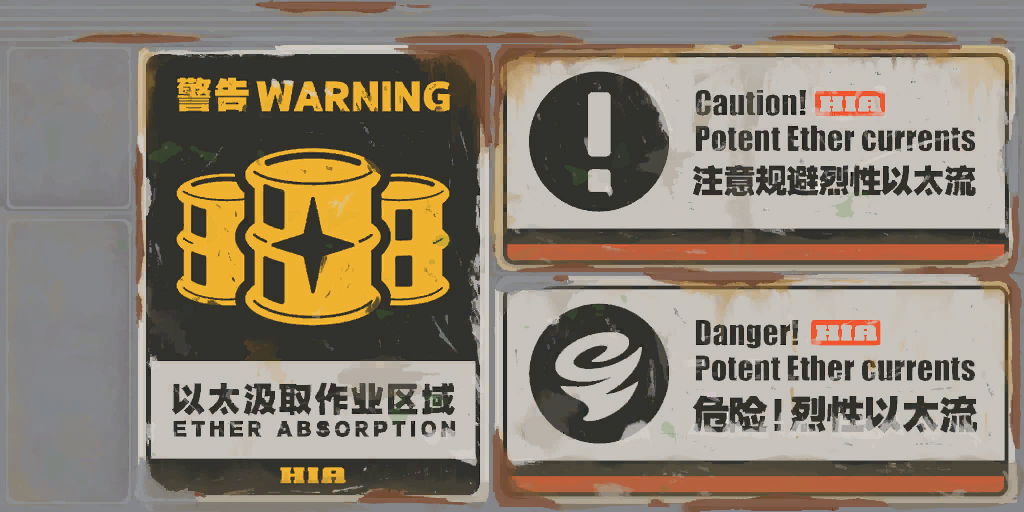 警告 WARNING
以太汲取作业区域
ETHER ABSORPTION
HIA
Caution! HIA
Potent Ether currents
注意规避烈性以太流
Danger! HIA
Potent Ether currents
危险!烈性以太流